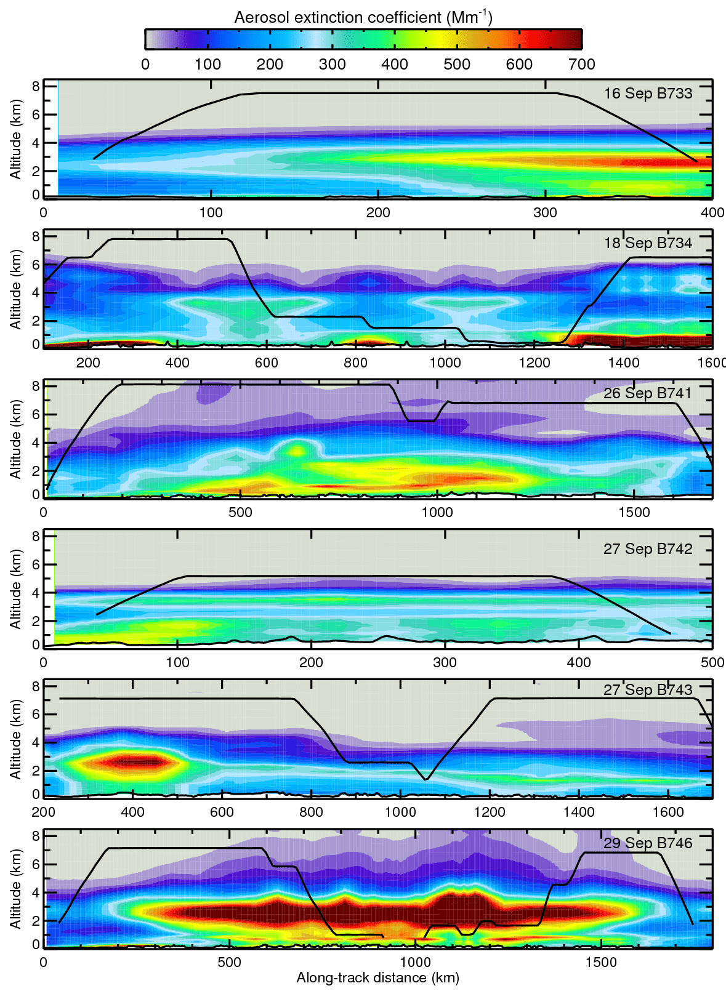 Aerosol extinction coefficient (Mm-1)
0 100 200 300 400 500 600 700
16 Sep B733
Altitude (km)
8
6
4
2
0
0 100 200 300 400
18 Sep B734
Altitude (km)
8
6
4
2
0
200 400 600 800 1000 1200 1400 1600
26 Sep B741
Altitude (km)
8
6
4
2
0
0 500 1000 1500
27 Sep B742
Altitude (km)
8
6
4
2
0
0 100 200 300 400 500
27 Sep B743
Altitude (km)
8
6
4
2
0
200 400 600 800 1000 1200 1400 1600
29 Sep B746
Altitude (km)
8
6
4
2
0
0 500 1000 1500
Along-track distance (km)